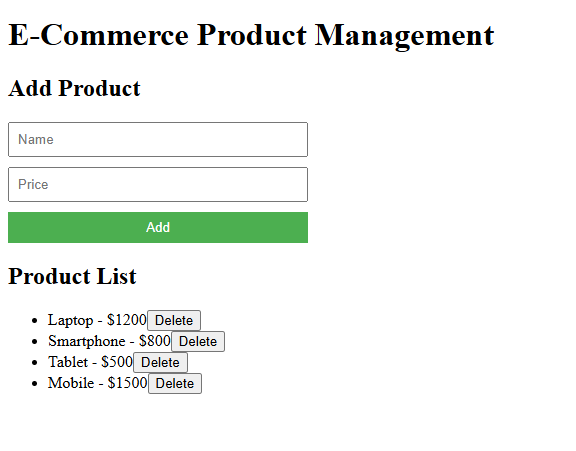 E-Commerce Product Management
Add Product
Name
Price
Add
Product List
Laptop - $1200 Delete
Smartphone - $800 Delete
Tablet - $500 Delete
Mobile - $1500 Delete